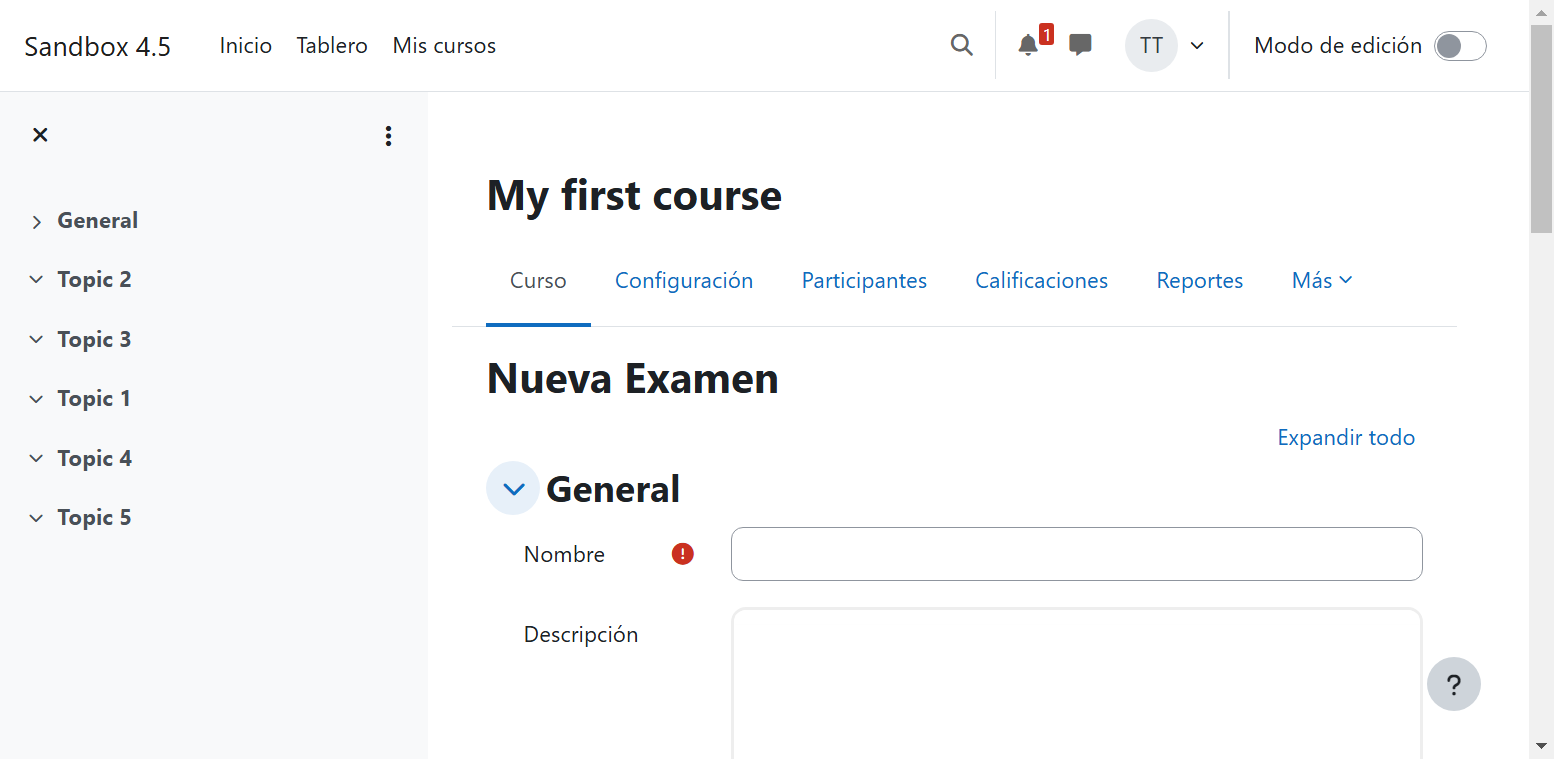 Sandbox 4.5 Inicio Tablero Mis cursos 1 TT Modo de edición
General
Topic 2
Topic 3
Topic 1
Topic 4
Topic 5
My first course
Curso Configuración Participantes Calificaciones Reportes Más
Nueva Examen
Expandir todo
General
Nombre
Descripción
?